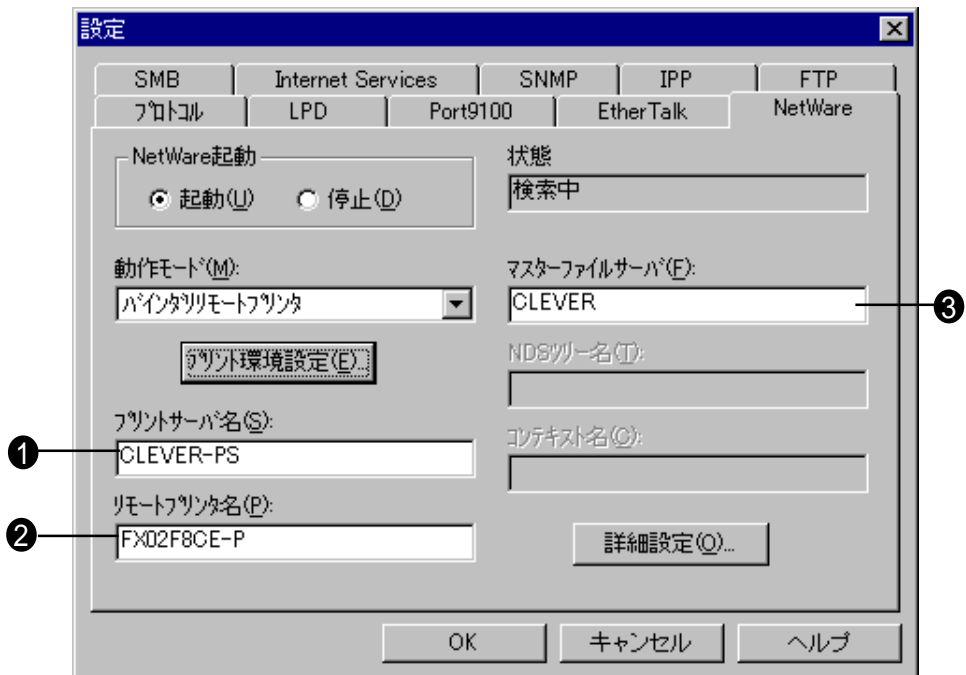 設定
SMB Internet Services SNMP IPP FTP
プロトコル LPD Port9100 EtherTalk NetWare
NetWare起動
起動(U) 停止(D)
状態
検索中
動作モード(M):
バインダリリモートプリンタ
プリント環境設定(E)...
プリントサーバ名(S):
❶ CLEVER-PS
リモートプリンタ名(P):
❷ FX02F8CE-P
マスターファイルサーバ(F):
CLEVER ❸
NDSツリー名(T):
コンテキスト名(C):
詳細設定(O)...
OK キャンセル ヘルプ